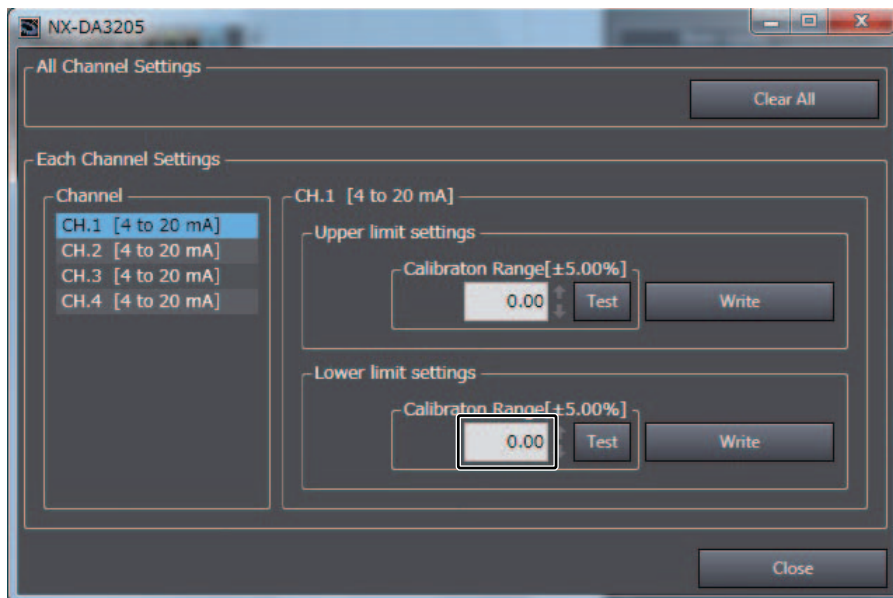 NX-DA3205
All Channel Settings
Clear All
Each Channel Settings
Channel
CH.1 [4 to 20 mA]
CH.2 [4 to 20 mA]
CH.3 [4 to 20 mA]
CH.4 [4 to 20 mA]
CH.1 [4 to 20 mA]
Upper limit settings
Calibraton Range[±5.00%]
0.00 Test Write
Lower limit settings
Calibraton Range[±5.00%]
0.00 Test Write
Close